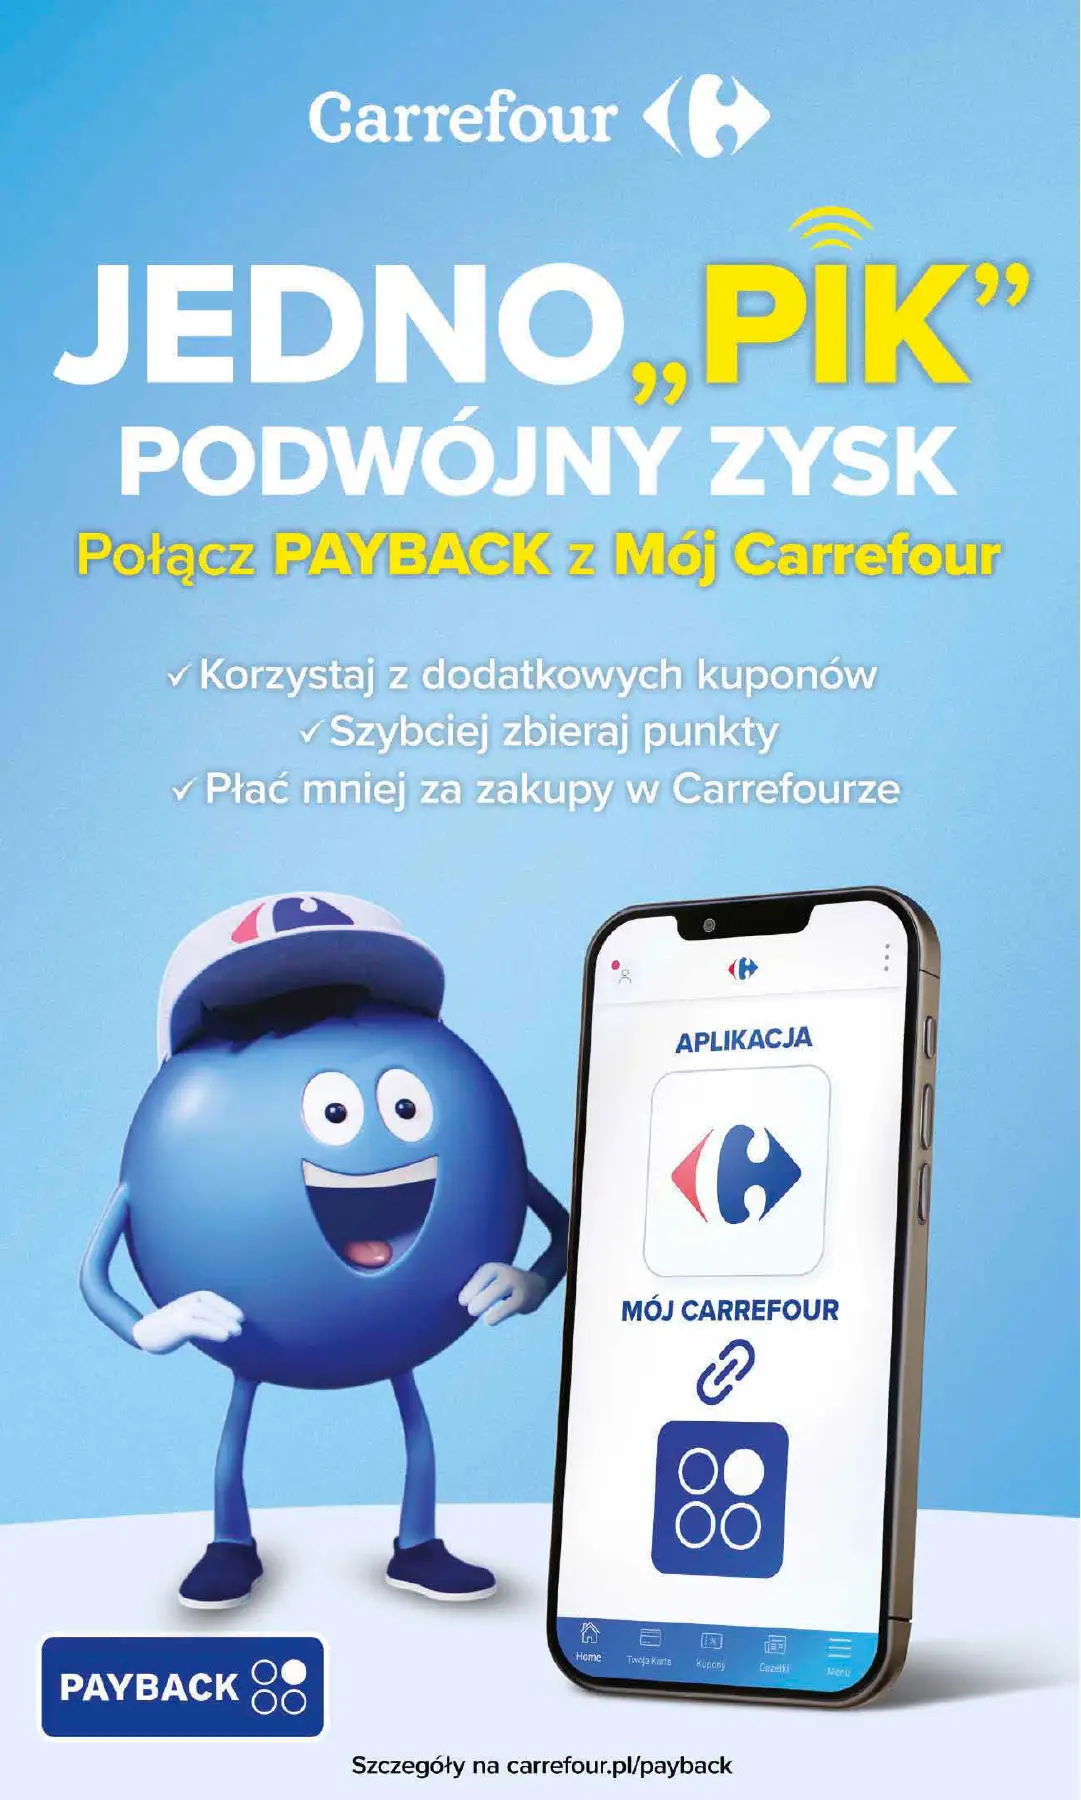 Carrefour
JEDNO „PIK”
PODWÓJNY ZYSK
Połącz PAYBACK z Mój Carrefour
✓ Korzystaj z dodatkowych kuponów
✓ Szybciej zbieraj punkty
✓ Płać mniej za zakupy w Carrefourze
APLIKACJA
MÓJ CARREFOUR
Home Twoja Karta Kupony Gazetki Menu
PAYBACK
Szczegóły na carrefour.pl/payback